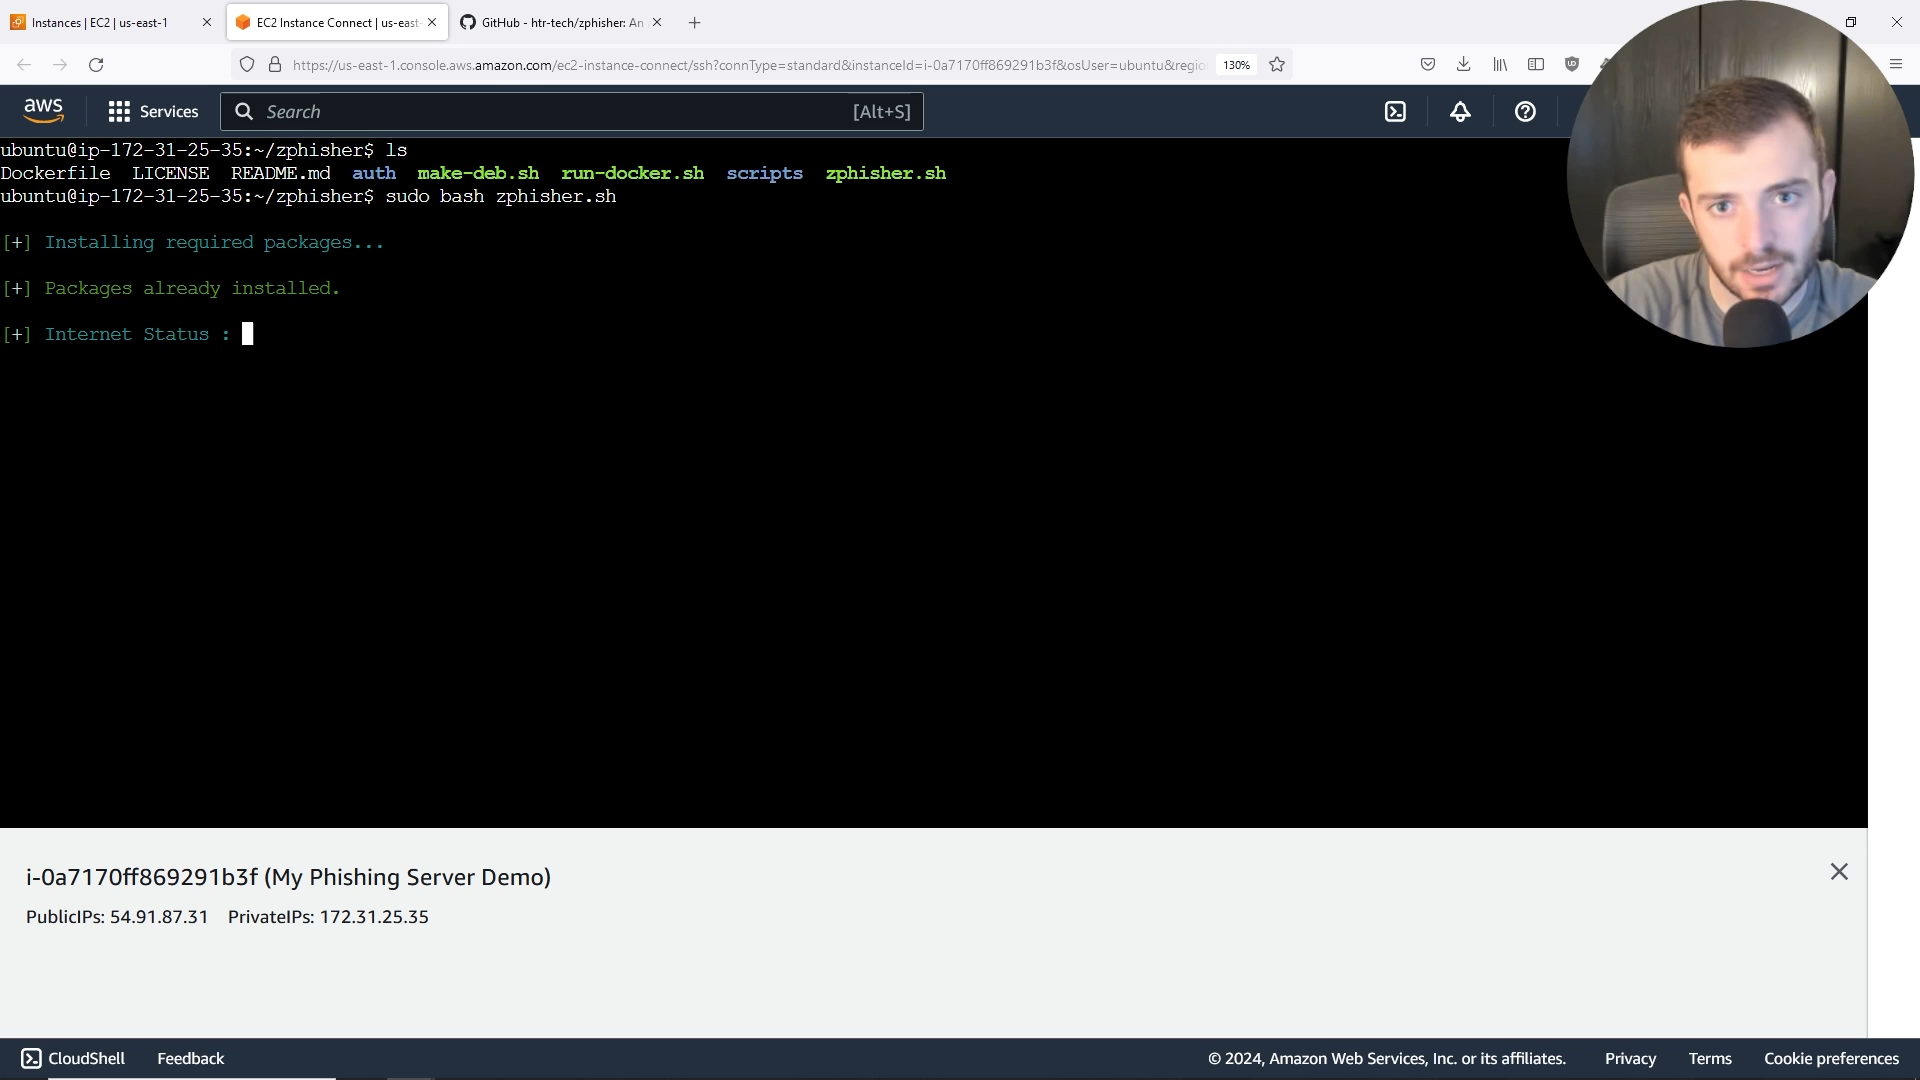 Instances | EC2 | us-east-1
EC2 Instance Connect | us-east-
GitHub - htr-tech/zphisher: An
https://us-east-1.console.aws.amazon.com/ec2-instance-connect/ssh?connType=standard&instanceId=i-0a7170ff869291b3f&osUser=ubuntu&regio
130%
aws
Services
Search
[Alt+S]
ubuntu@ip-172-31-25-35:~/zphisher$ ls
Dockerfile LICENSE README.md auth make-deb.sh run-docker.sh scripts zphisher.sh
ubuntu@ip-172-31-25-35:~/zphisher$ sudo bash zphisher.sh
[+] Installing required packages...
[+] Packages already installed.
[+] Internet Status :
i-0a7170ff869291b3f (My Phishing Server Demo)
PublicIPs: 54.91.87.31 PrivateIPs: 172.31.25.35
CloudShell Feedback © 2024, Amazon Web Services, Inc. or its affiliates. Privacy Terms Cookie preferences